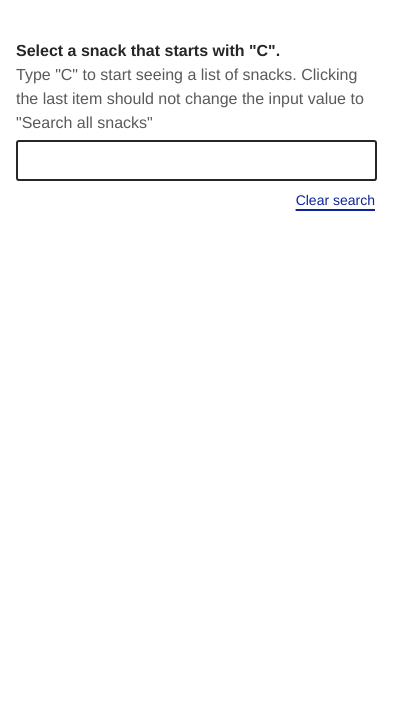 Select a snack that starts with "C".
Type "C" to start seeing a list of snacks. Clicking
the last item should not change the input value to
"Search all snacks"
Clear search